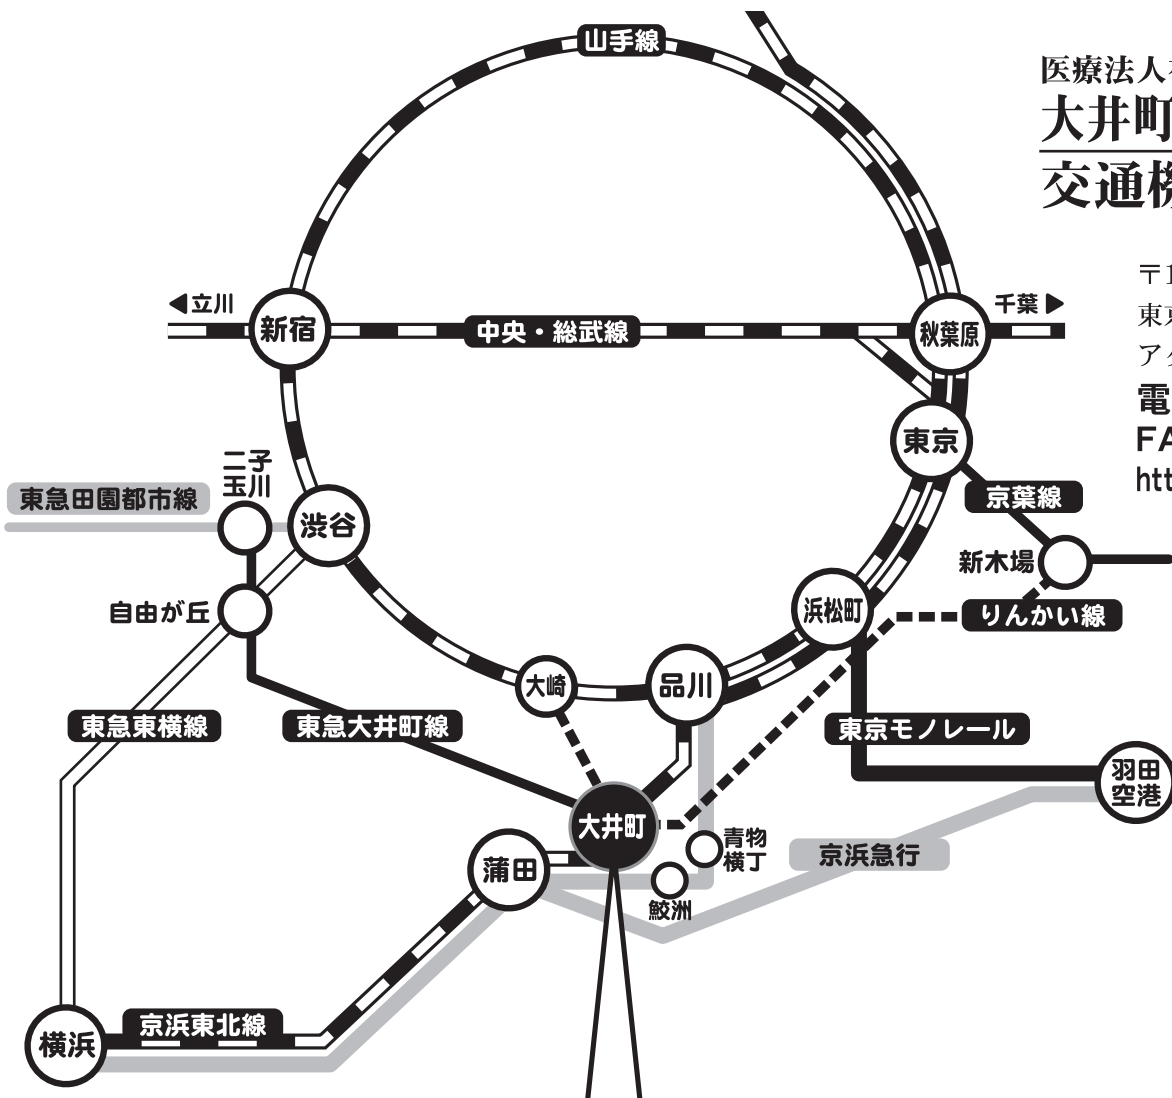 山手線
医療法人
大井町
交通機
〒1
東京
ア
電
FA
htt
◀立川
千葉▶
新宿
中央・総武線
秋葉原
東京
二子
玉川
東急田園都市線
渋谷
京葉線
新木場
自由が丘
浜松町
りんかい線
大崎
品川
東急東横線
東急大井町線
東京モノレール
羽田
空港
大井町
青物
横丁
京浜急行
蒲田
鮫洲
京浜東北線
横浜